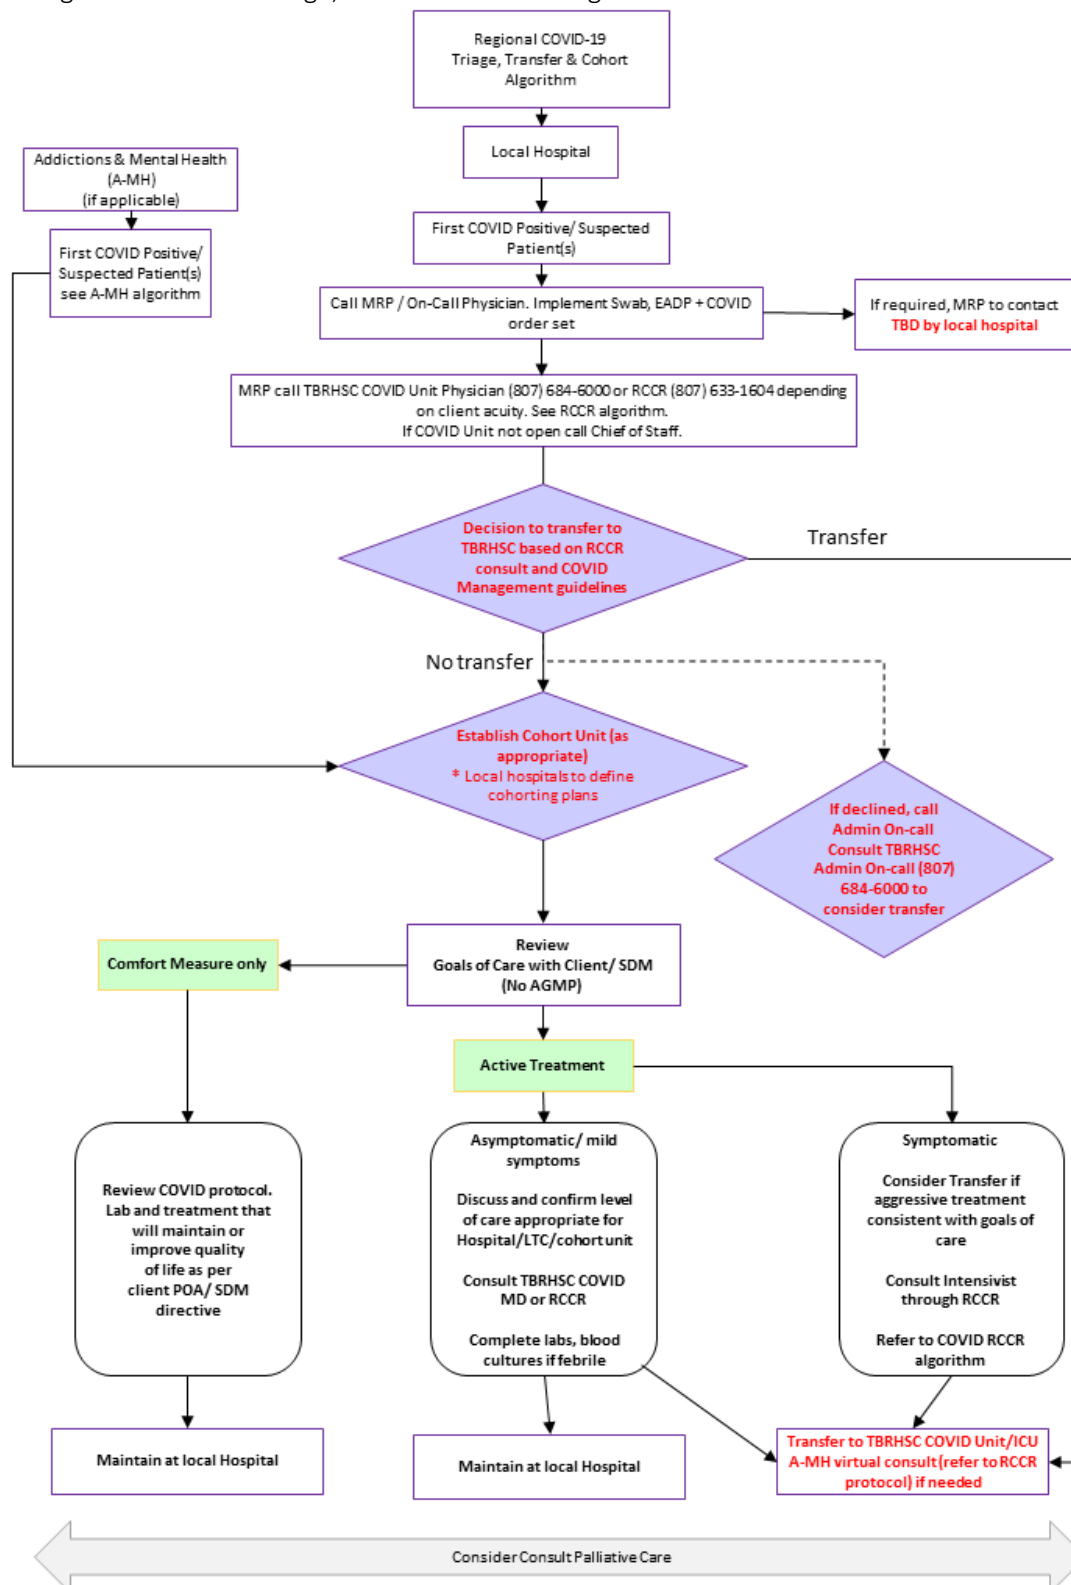 Regional COVID-19
Triage, Transfer & Cohort
Algorithm
Local Hospital
Addictions & Mental Health
(A-MH)
(if applicable)
First COVID Positive/
Suspected Patient(s)
see A-MH algorithm
First COVID Positive/ Suspected
Patient(s)
Call MRP / On-Call Physician. Implement Swab, EADP + COVID
order set
If required, MRP to contact
TBD by local hospital
MRP call TBRHSC COVID Unit Physician (807) 684-6000 or RCCR (807) 633-1604 depending
on client acuity. See RCCR algorithm.
If COVID Unit not open call Chief of Staff.
Decision to transfer to
TBRHSC based on RCCR
consult and COVID
Management guidelines
Transfer
No transfer
Establish Cohort Unit (as
appropriate)
* Local hospitals to define
cohorting plans
If declined, call
Admin On-call
Consult TBRHSC
Admin On-call (807)
684-6000 to
consider transfer
Review
Goals of Care with Client/ SDM
(No AGMP)
Comfort Measure only
Active Treatment
Review COVID protocol.
Lab and treatment that
will maintain or
improve quality
of life as per
client POA/ SDM
directive
Asymptomatic/ mild
symptoms
Discuss and confirm level
of care appropriate for
Hospital/LTC/cohort unit
Consult TBRHSC COVID
MD or RCCR
Complete labs, blood
cultures if febrile
Symptomatic
Consider Transfer if
aggressive treatment
consistent with goals of
care
Consult Intensivist
through RCCR
Refer to COVID RCCR
algorithm
Maintain at local Hospital
Maintain at local Hospital
Transfer to TBRHSC COVID Unit/ICU
A-MH virtual consult (refer to RCCR
protocol) if needed
Consider Consult Palliative Care